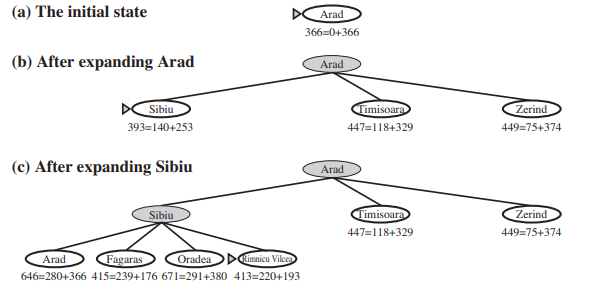 (a) The initial state
Arad
366=0+366
(b) After expanding Arad
Arad
Sibiu
Timisoara
Zerind
393=140+253
447=118+329
449=75+374
(c) After expanding Sibiu
Arad
Sibiu
Timisoara
Zerind
447=118+329
449=75+374
Arad
Fagaras
Oradea
Rimnicu Vilcea
646=280+366
415=239+176
671=291+380
413=220+193